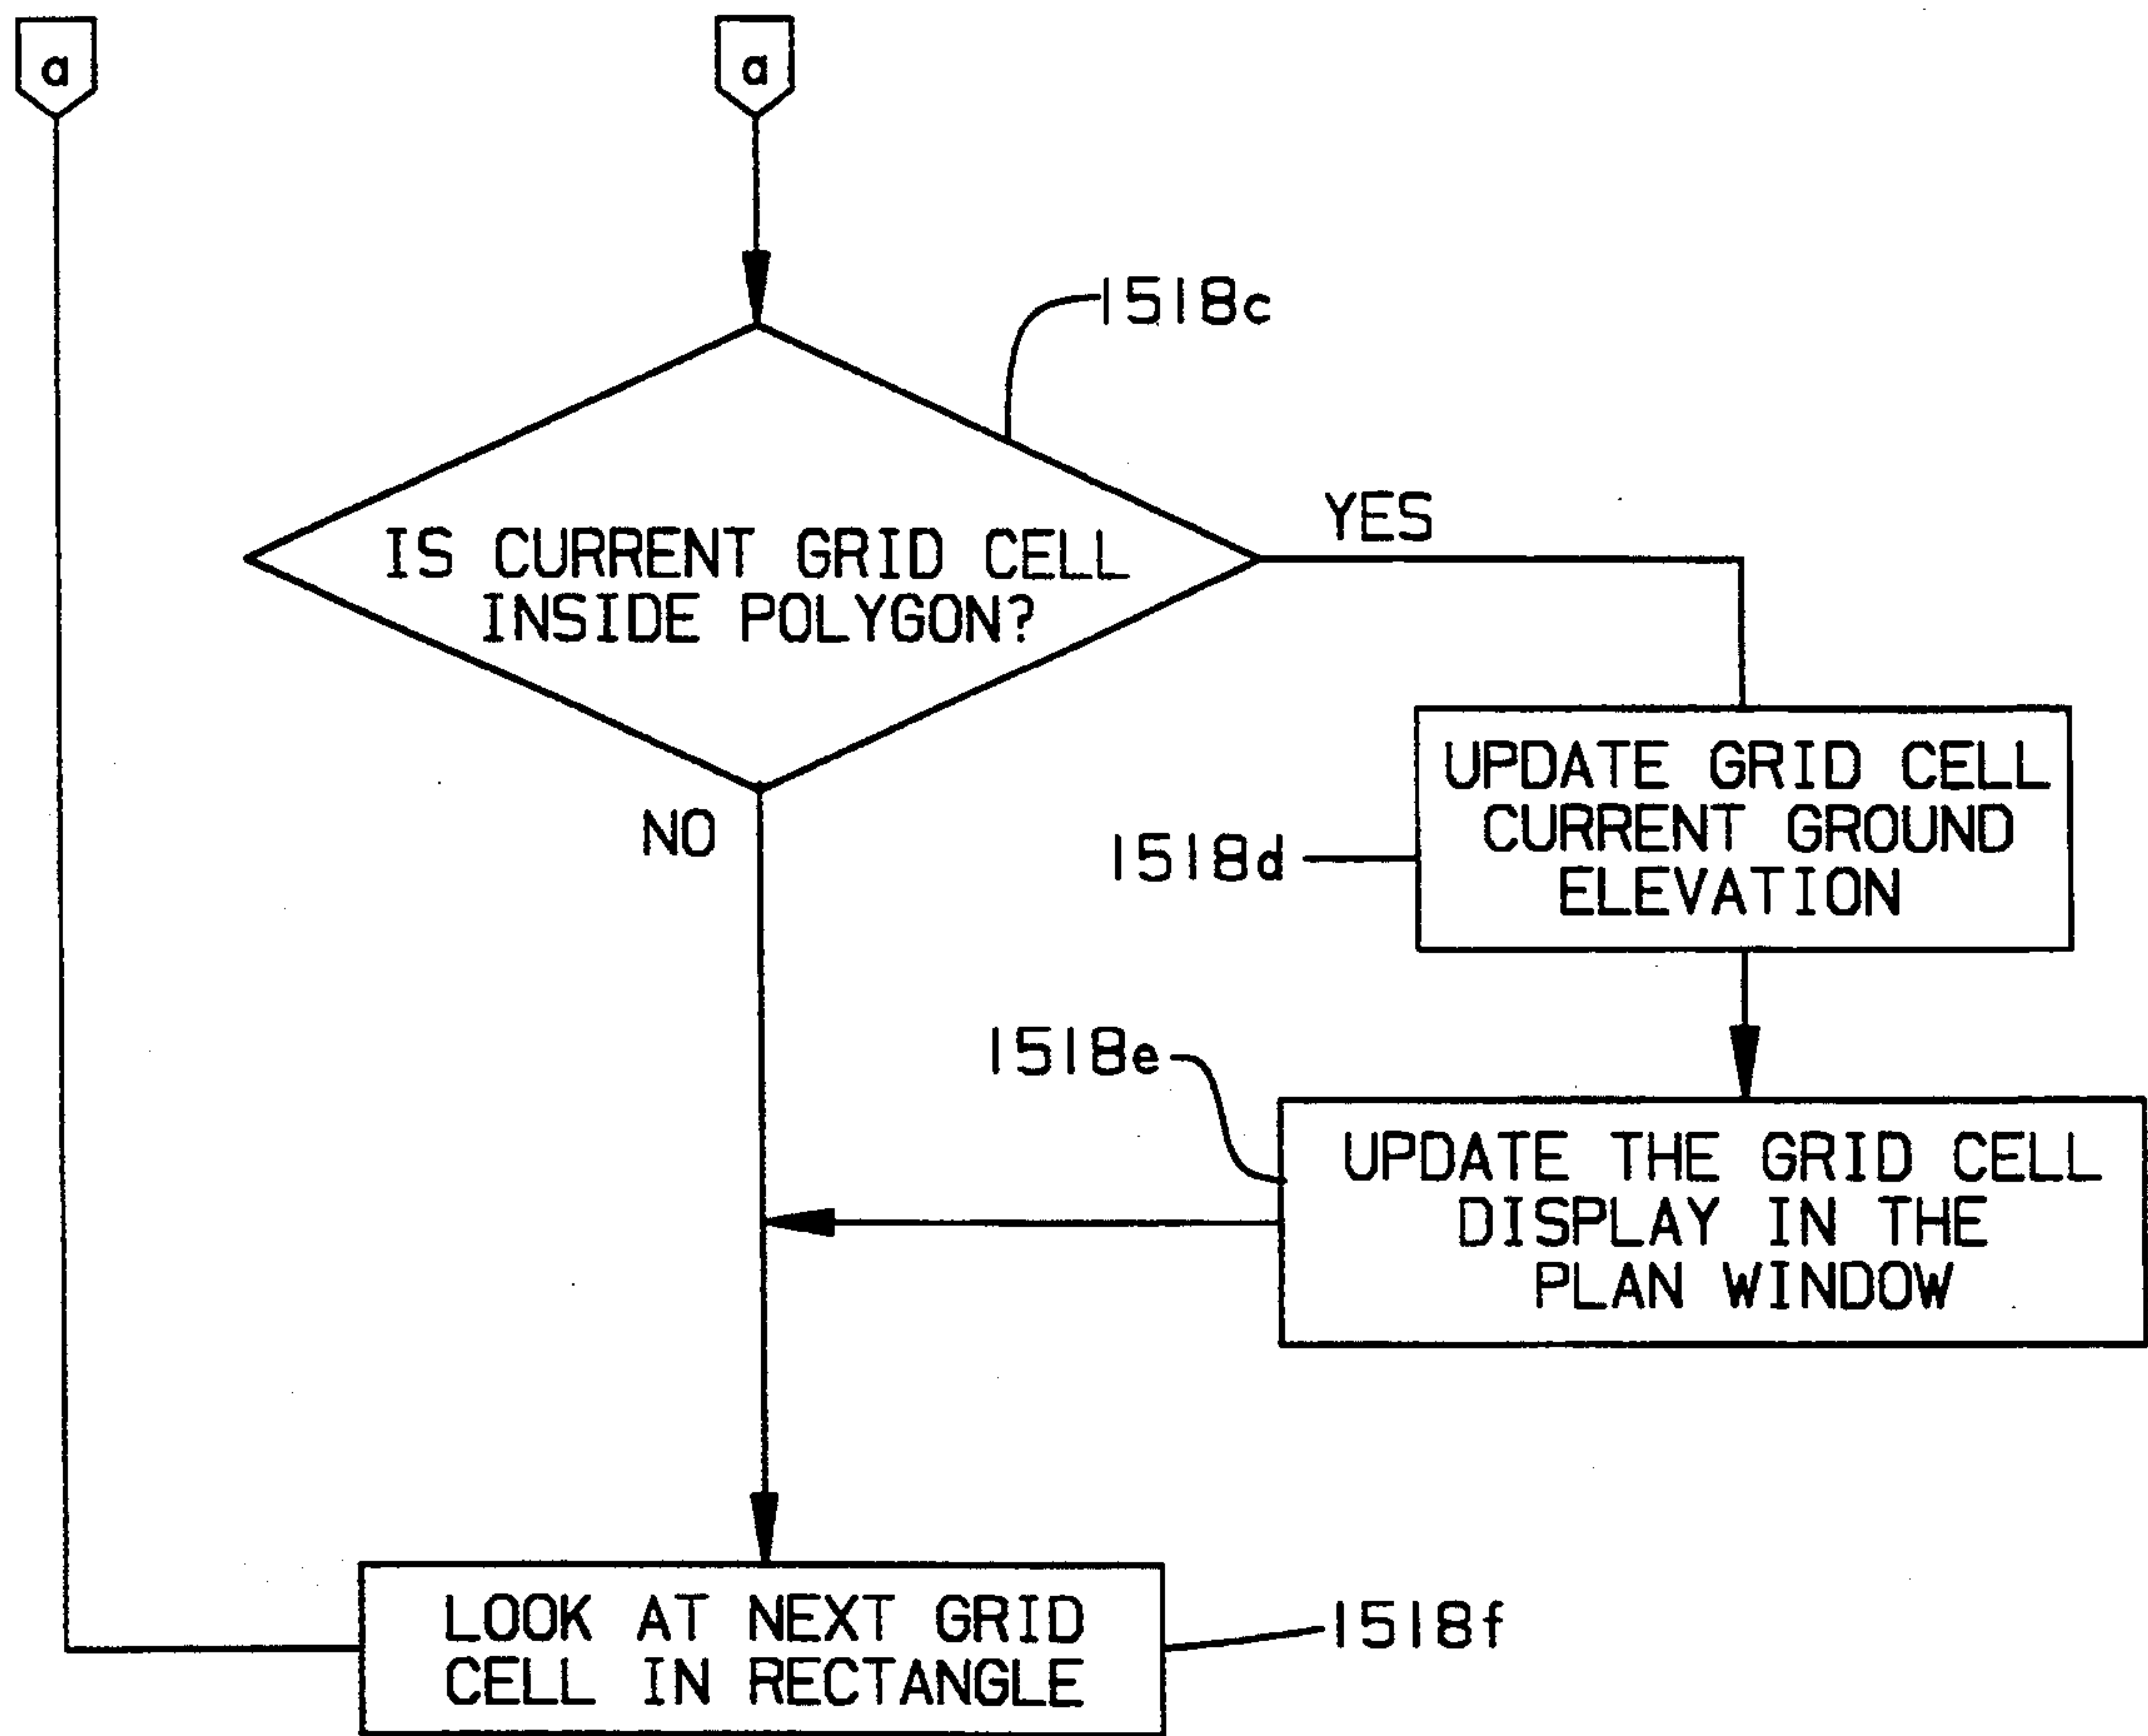 a
a
1518c
IS CURRENT GRID CELL
INSIDE POLYGON?
YES
NO
UPDATE GRID CELL
CURRENT GROUND
ELEVATION
1518d
1518e
UPDATE THE GRID CELL
DISPLAY IN THE
PLAN WINDOW
LOOK AT NEXT GRID
CELL IN RECTANGLE
1518f